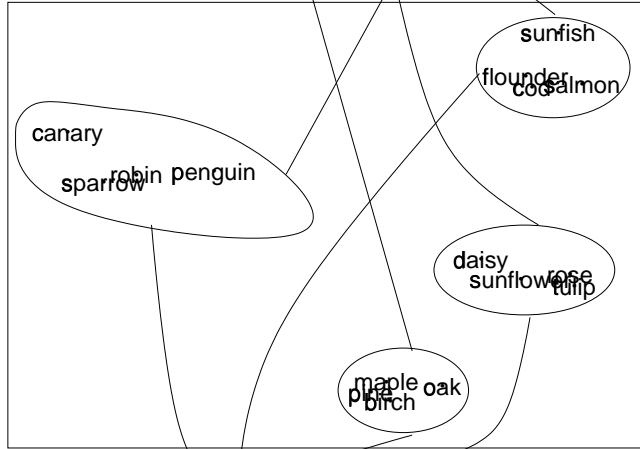 sunfish
flounder
cod
salmon
canary
robin
penguin
sparrow
daisy
sunflower
rose
tulip
maple
oak
pine
birch